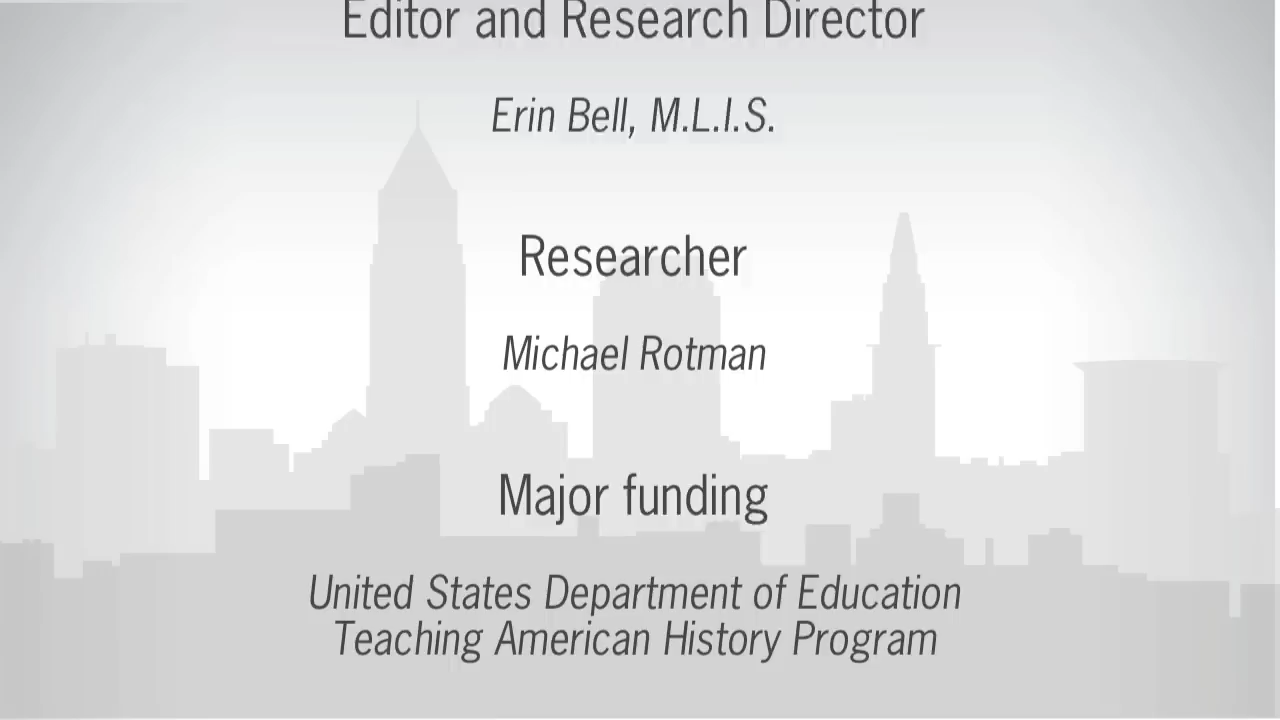 Editor and Research Director
Erin Bell, M.L.I.S.
Researcher
Michael Rotman
Major funding
United States Department of Education
Teaching American History Program